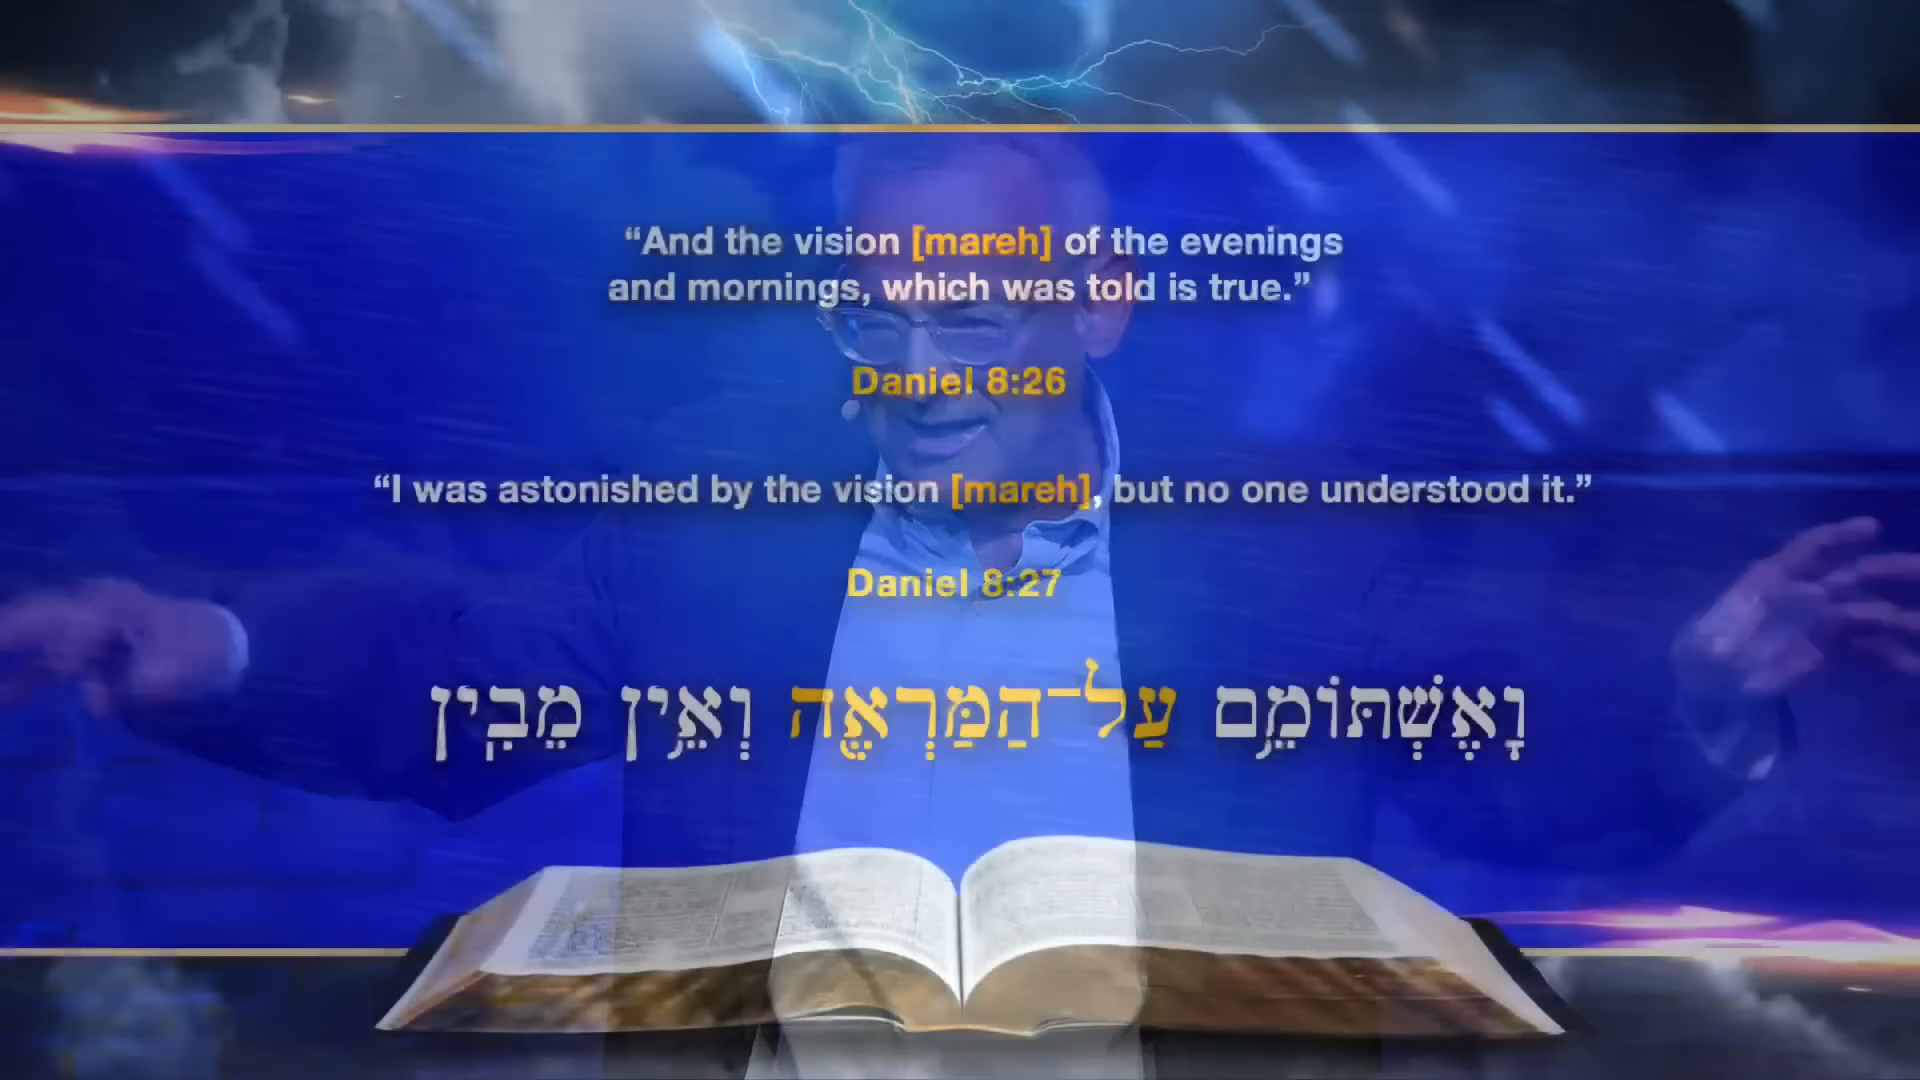 “And the vision [mareh] of the evenings
and mornings, which was told is true.”
Daniel 8:26
“I was astonished by the vision [mareh], but no one understood it.”
Daniel 8:27
וָאֶשְׁתּוֹמֵ֥ם עַל־הַמַּרְאֶ֖ה וְאֵ֥ין מֵבִֽין